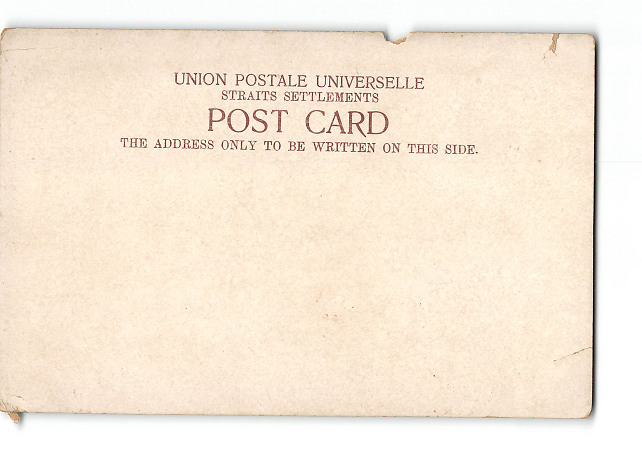 UNION POSTALE UNIVERSELLE
STRAITS SETTLEMENTS
POST CARD
THE ADDRESS ONLY TO BE WRITTEN ON THIS SIDE.